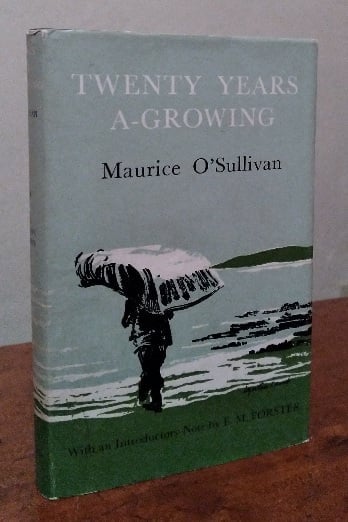 TWENTY YEARS
A-GROWING
Maurice O'Sullivan
With an Introductory Note by E. M. FORSTER